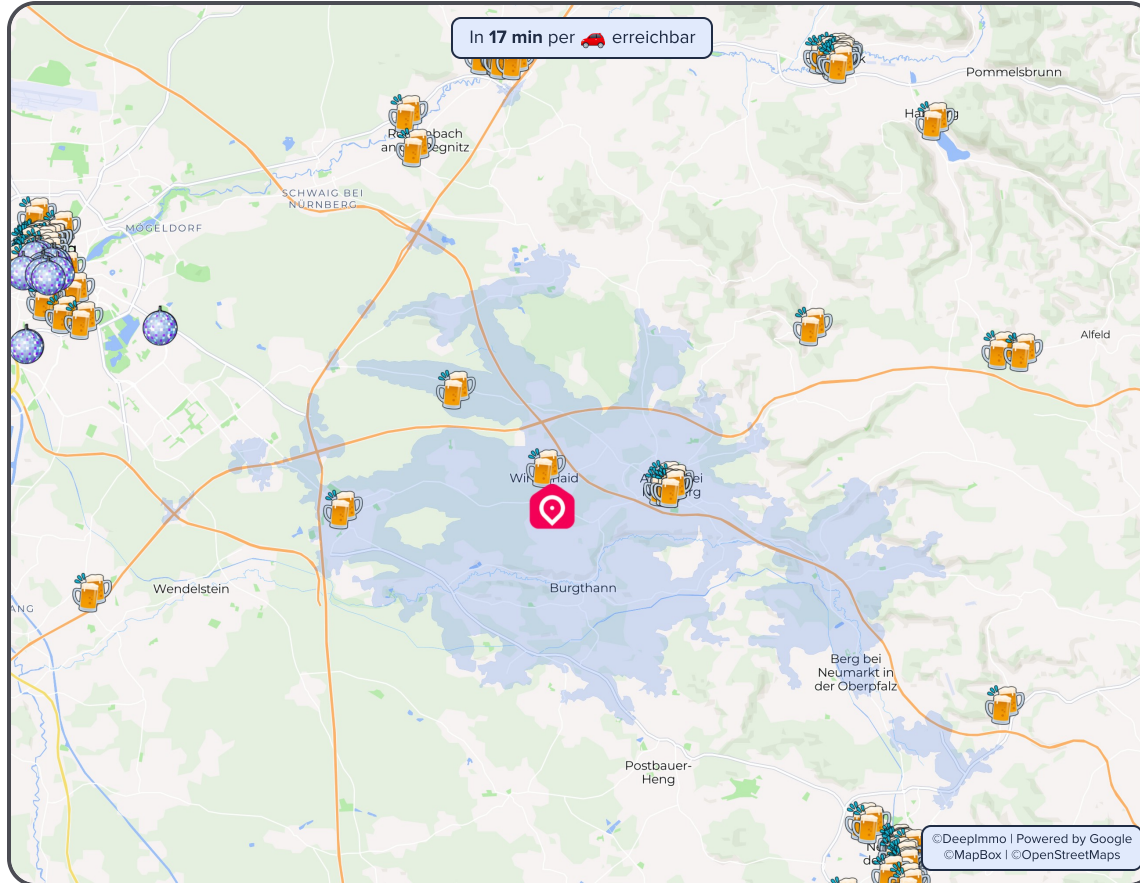 In 17 min per erreichbar
Pommelsbrunn
SCHWAIG BEI
NÜRNBERG
MÖGELDORF
Alfeld
Wendelstein
ANG
Burgthann
Berg bei
Neumarkt in
der Oberpfalz
Postbauer-
Heng
©DeepImmo | Powered by Google
©MapBox | ©OpenStreetMaps